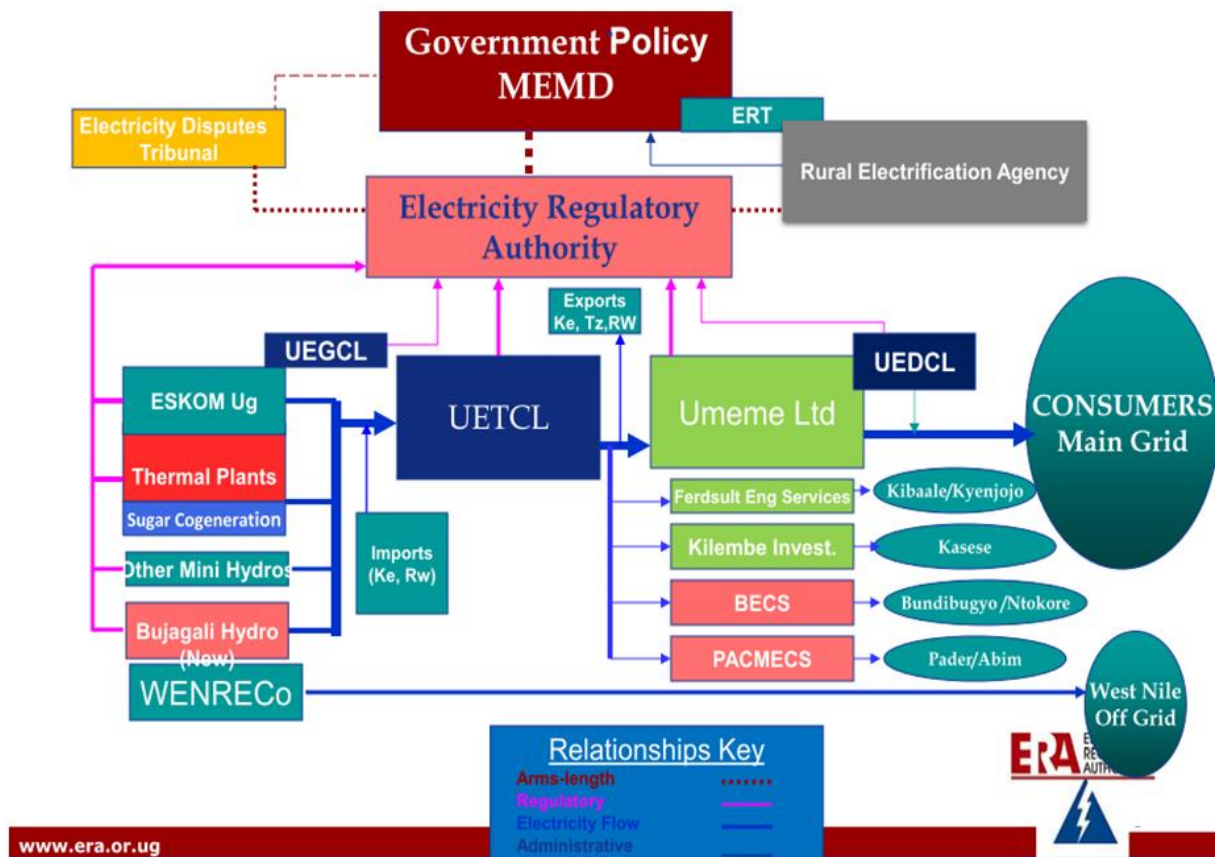 Government Policy
MEMD
ERT
Electricity Disputes
Tribunal
Rural Electrification Agency
Electricity Regulatory
Authority
Exports
Ke, Tz,RW
UEGCL
UEDCL
ESKOM Ug
UETCL
Umeme Ltd
CONSUMERS
Main Grid
Thermal Plants
Sugar Cogeneration
Ferdsult Eng Services
Kibaale/Kyenjojo
Imports
(Ke, Rw)
Kilembe Invest.
Kasese
Other Mini Hydros
BECS
Bundibugyo/Ntokore
Bujagali Hydro
(New)
PACMECS
Pader/Abim
WENRECo
West Nile
Off Grid
Relationships Key
Arms-length
Regulatory
Electricity Flow
Administrative
ERA
www.era.or.ug